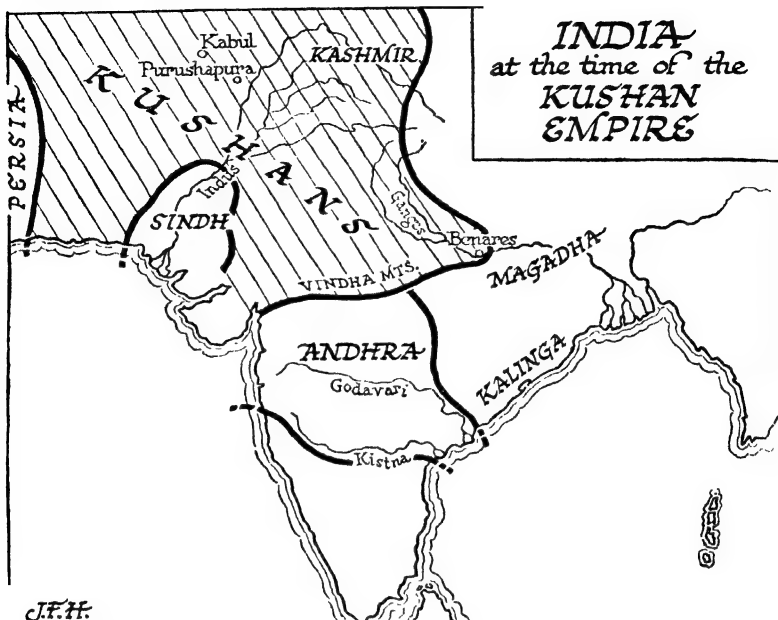 INDIA
at the time of the
KUSHAN
EMPIRE
Kabul
Purushapura
KASHMIR
KUSHANS
PERSIA
Indus
SINDH
Ganges
Benares
MAGADHA
VINDHA MTS.
ANDHRA
Godavari
KALINGA
Kistna
J.F.H.